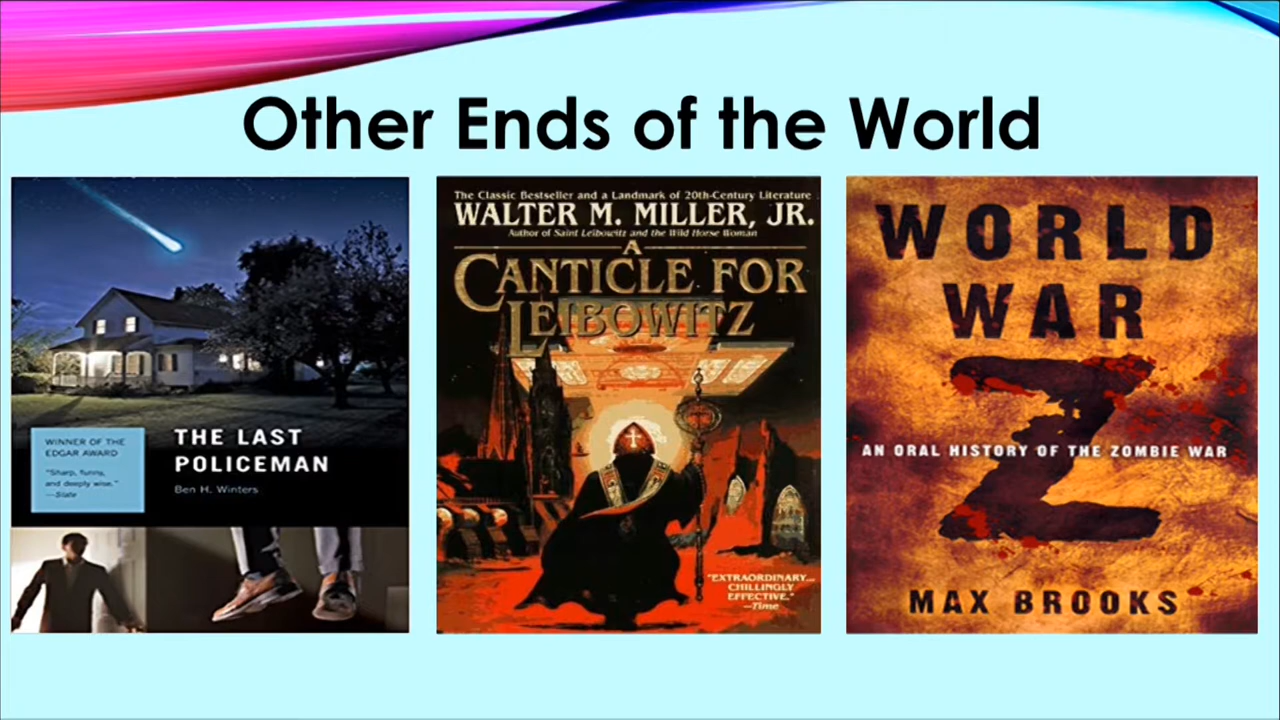 Other Ends of the World
WINNER OF THE
EDGAR AWARD
"Sharp, funny,
and deeply wise."
—Slate
THE LAST
POLICEMAN
Ben H. Winters
The Classic Bestseller and a Landmark of 20th-Century Literature
WALTER M. MILLER, JR.
Author of Saint Leibowitz and the Wild Horse Woman
A
CANTICLE FOR
LEIBOWITZ
"EXTRAORDINARY...
CHILLINGLY
EFFECTIVE."
—Time
WORLD
WAR
Z
AN ORAL HISTORY OF THE ZOMBIE WAR
MAX BROOKS